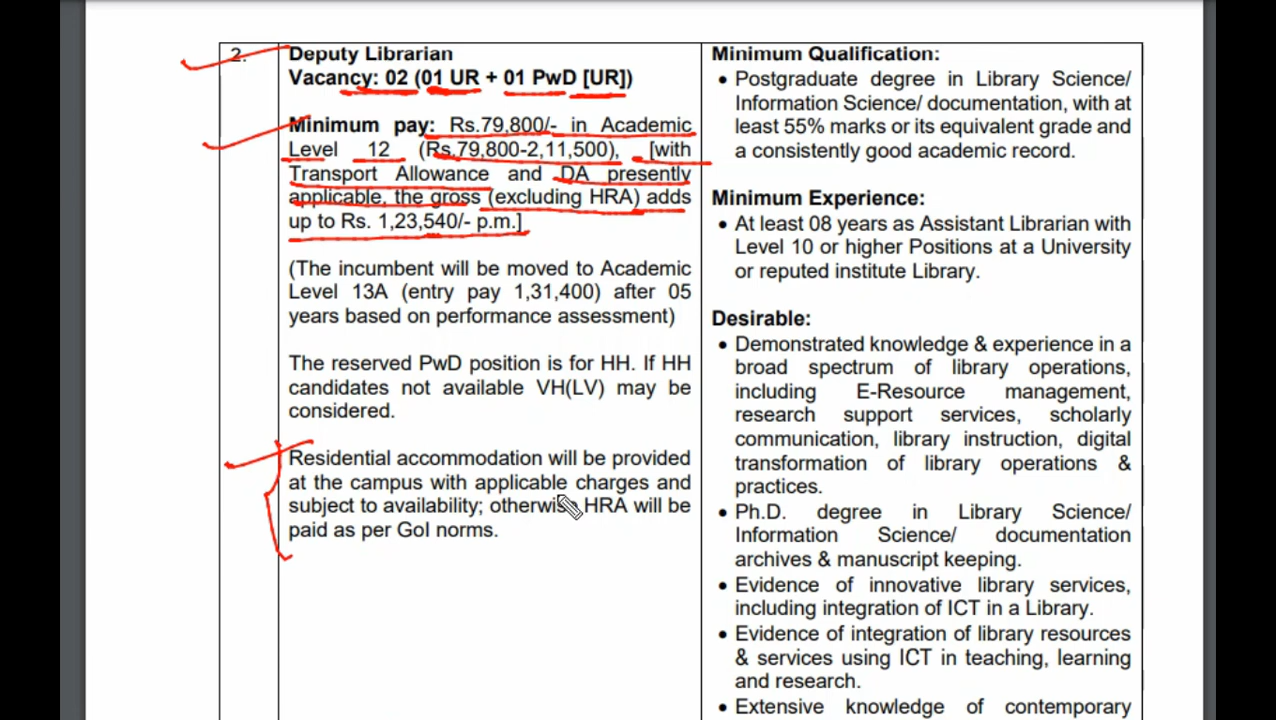 2.
Deputy Librarian
Vacancy: 02 (01 UR + 01 PwD [UR])
Minimum pay: Rs.79,800/- in Academic
Level 12 (Rs.79,800-2,11,500), [with
Transport Allowance and DA presently
applicable, the gross (excluding HRA) adds
up to Rs. 1,23,540/- p.m.]
(The incumbent will be moved to Academic
Level 13A (entry pay 1,31,400) after 05
years based on performance assessment)
The reserved PwD position is for HH. If HH
candidates not available VH(LV) may be
considered.
Residential accommodation will be provided
at the campus with applicable charges and
subject to availability; otherwise HRA will be
paid as per GoI norms.
Minimum Qualification:
• Postgraduate degree in Library Science/
Information Science/ documentation, with at
least 55% marks or its equivalent grade and
a consistently good academic record.
Minimum Experience:
• At least 08 years as Assistant Librarian with
Level 10 or higher Positions at a University
or reputed institute Library.
Desirable:
• Demonstrated knowledge & experience in a
broad spectrum of library operations,
including E-Resource management,
research support services, scholarly
communication, library instruction, digital
transformation of library operations &
practices.
• Ph.D. degree in Library Science/
Information Science/ documentation
archives & manuscript keeping.
• Evidence of innovative library services,
including integration of ICT in a Library.
• Evidence of integration of library resources
& services using ICT in teaching, learning
and research.
• Extensive knowledge of contemporary